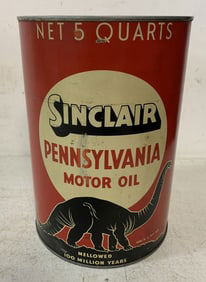 NET 5 QUARTS
SINCLAIR
PENNSYLVANIA
MOTOR OIL
MELLOWED
100 MILLION YEARS